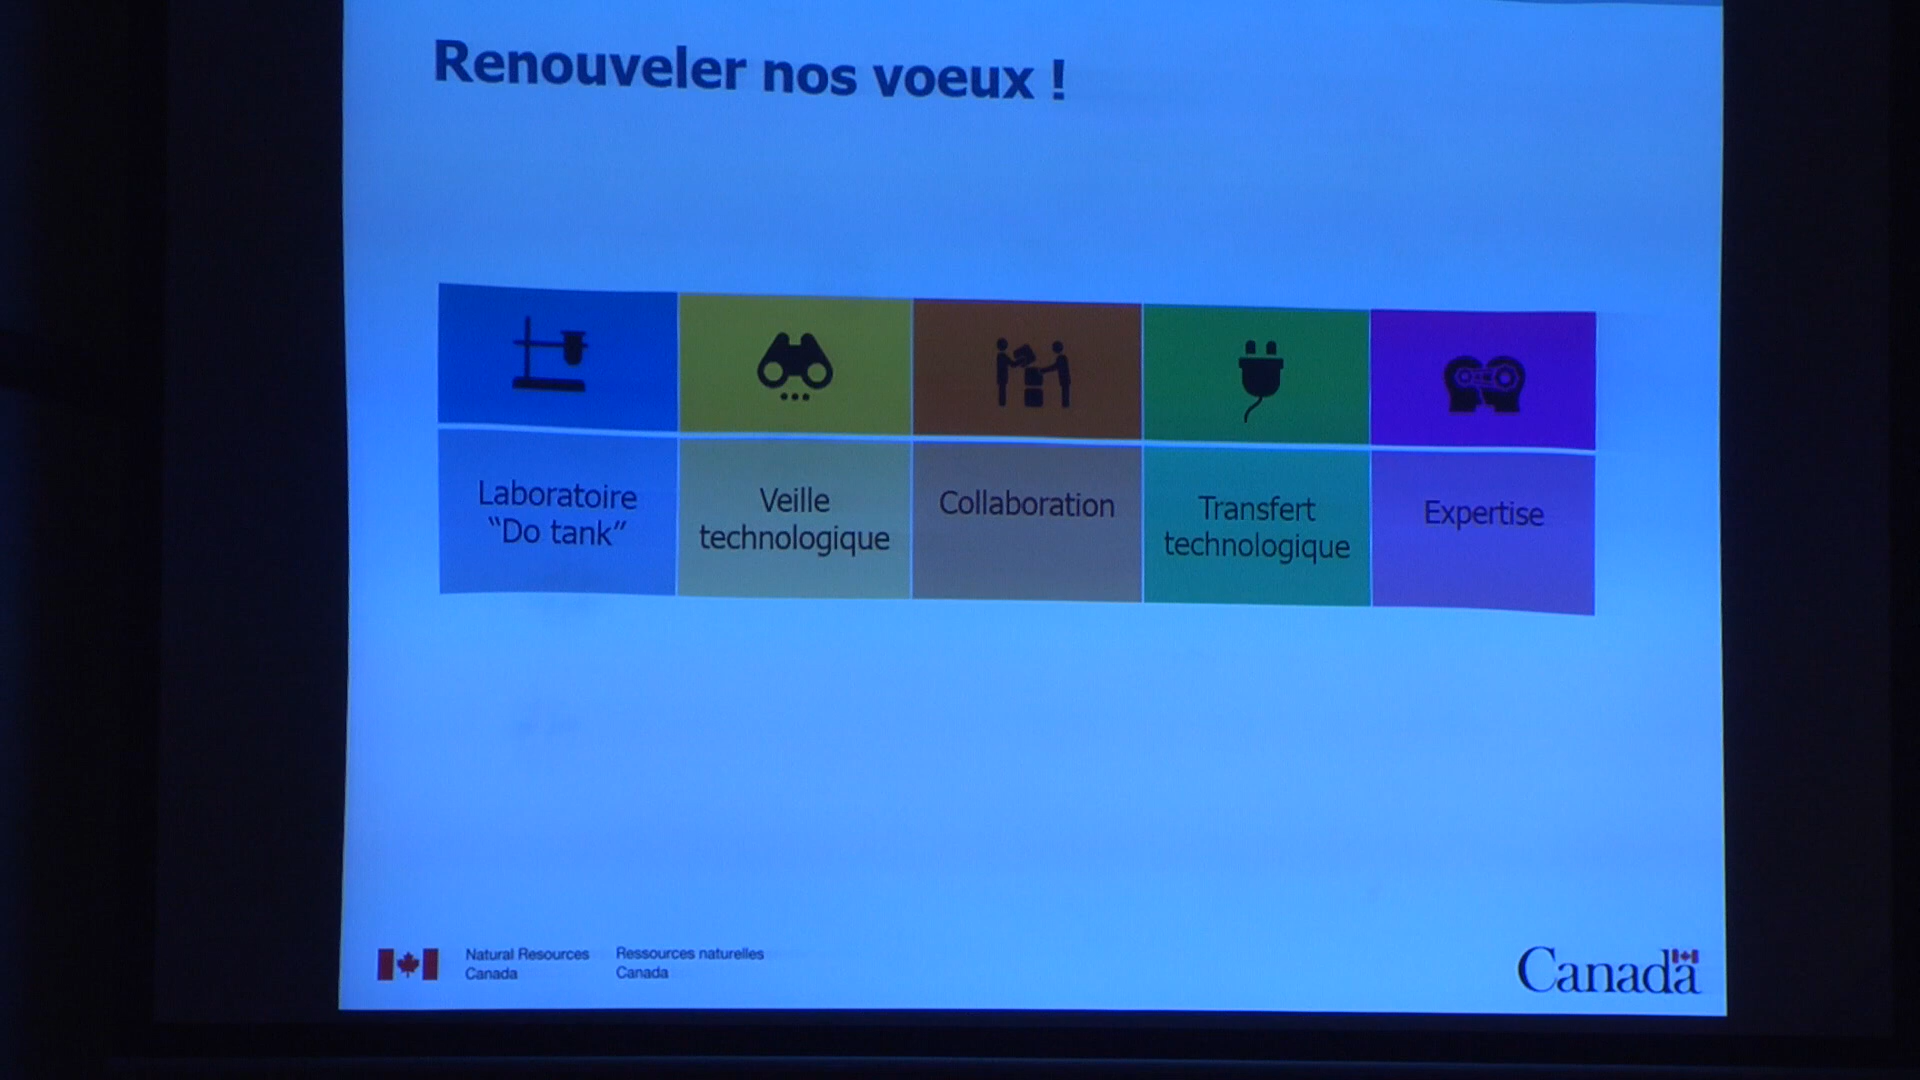 Renouveler nos voeux !
Laboratoire
“Do tank”
Veille
technologique
Collaboration
Transfert
technologique
Expertise
Natural Resources
Canada
Ressources naturelles
Canada
Canada